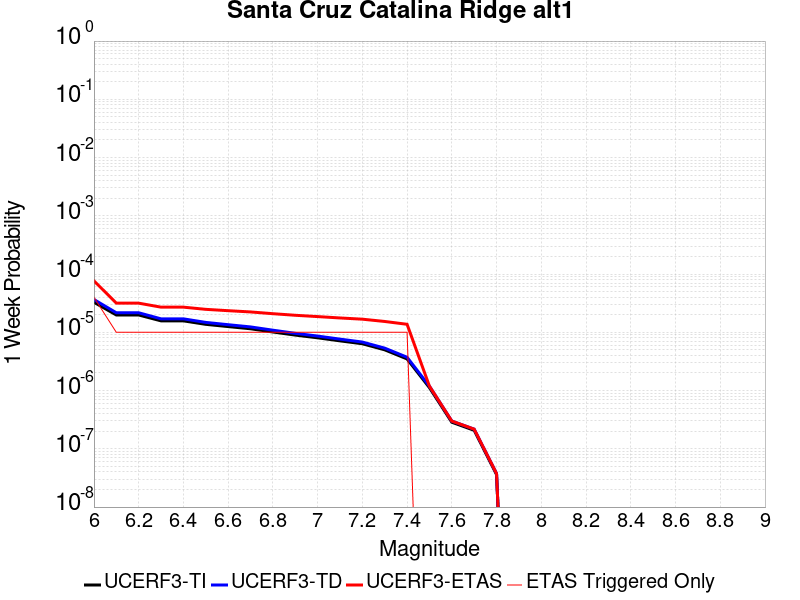 Santa Cruz Catalina Ridge alt1
10^0
10^-1
10^-2
10^-3
10^-4
10^-5
10^-6
10^-7
10^-8
1 Week Probability
6 6.2 6.4 6.6 6.8 7 7.2 7.4 7.6 7.8 8 8.2 8.4 8.6 8.8 9
Magnitude
UCERF3-TI UCERF3-TD UCERF3-ETAS ETAS Triggered Only